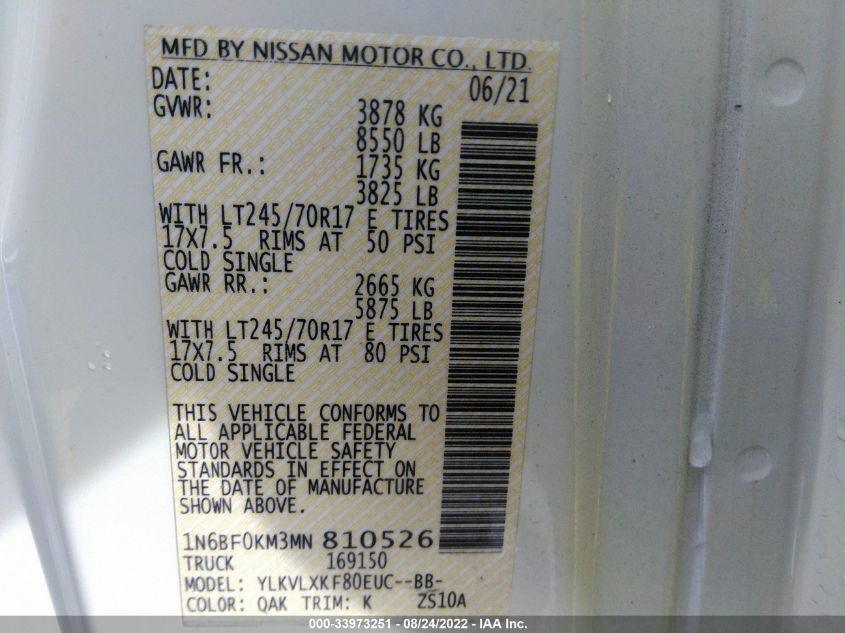 MFD BY NISSAN MOTOR CO., LTD.
DATE: 06/21
GVWR: 3878 KG
8550 LB
GAWR FR.: 1735 KG
3825 LB
WITH LT245/70R17 E TIRES
17X7.5 RIMS AT 50 PSI
COLD SINGLE
GAWR RR.: 2665 KG
5875 LB
WITH LT245/70R17 E TIRES
17X7.5 RIMS AT 80 PSI
COLD SINGLE
THIS VEHICLE CONFORMS TO
ALL APPLICABLE FEDERAL
MOTOR VEHICLE SAFETY
STANDARDS IN EFFECT ON
THE DATE OF MANUFACTURE
SHOWN ABOVE.
1N6BF0KM3MN 810526
TRUCK 169150
MODEL: YLKVLXKF80EUC--BB-
COLOR: QAK TRIM: K ZS10A
000-33973251 - 08/24/2022 - IAA Inc.